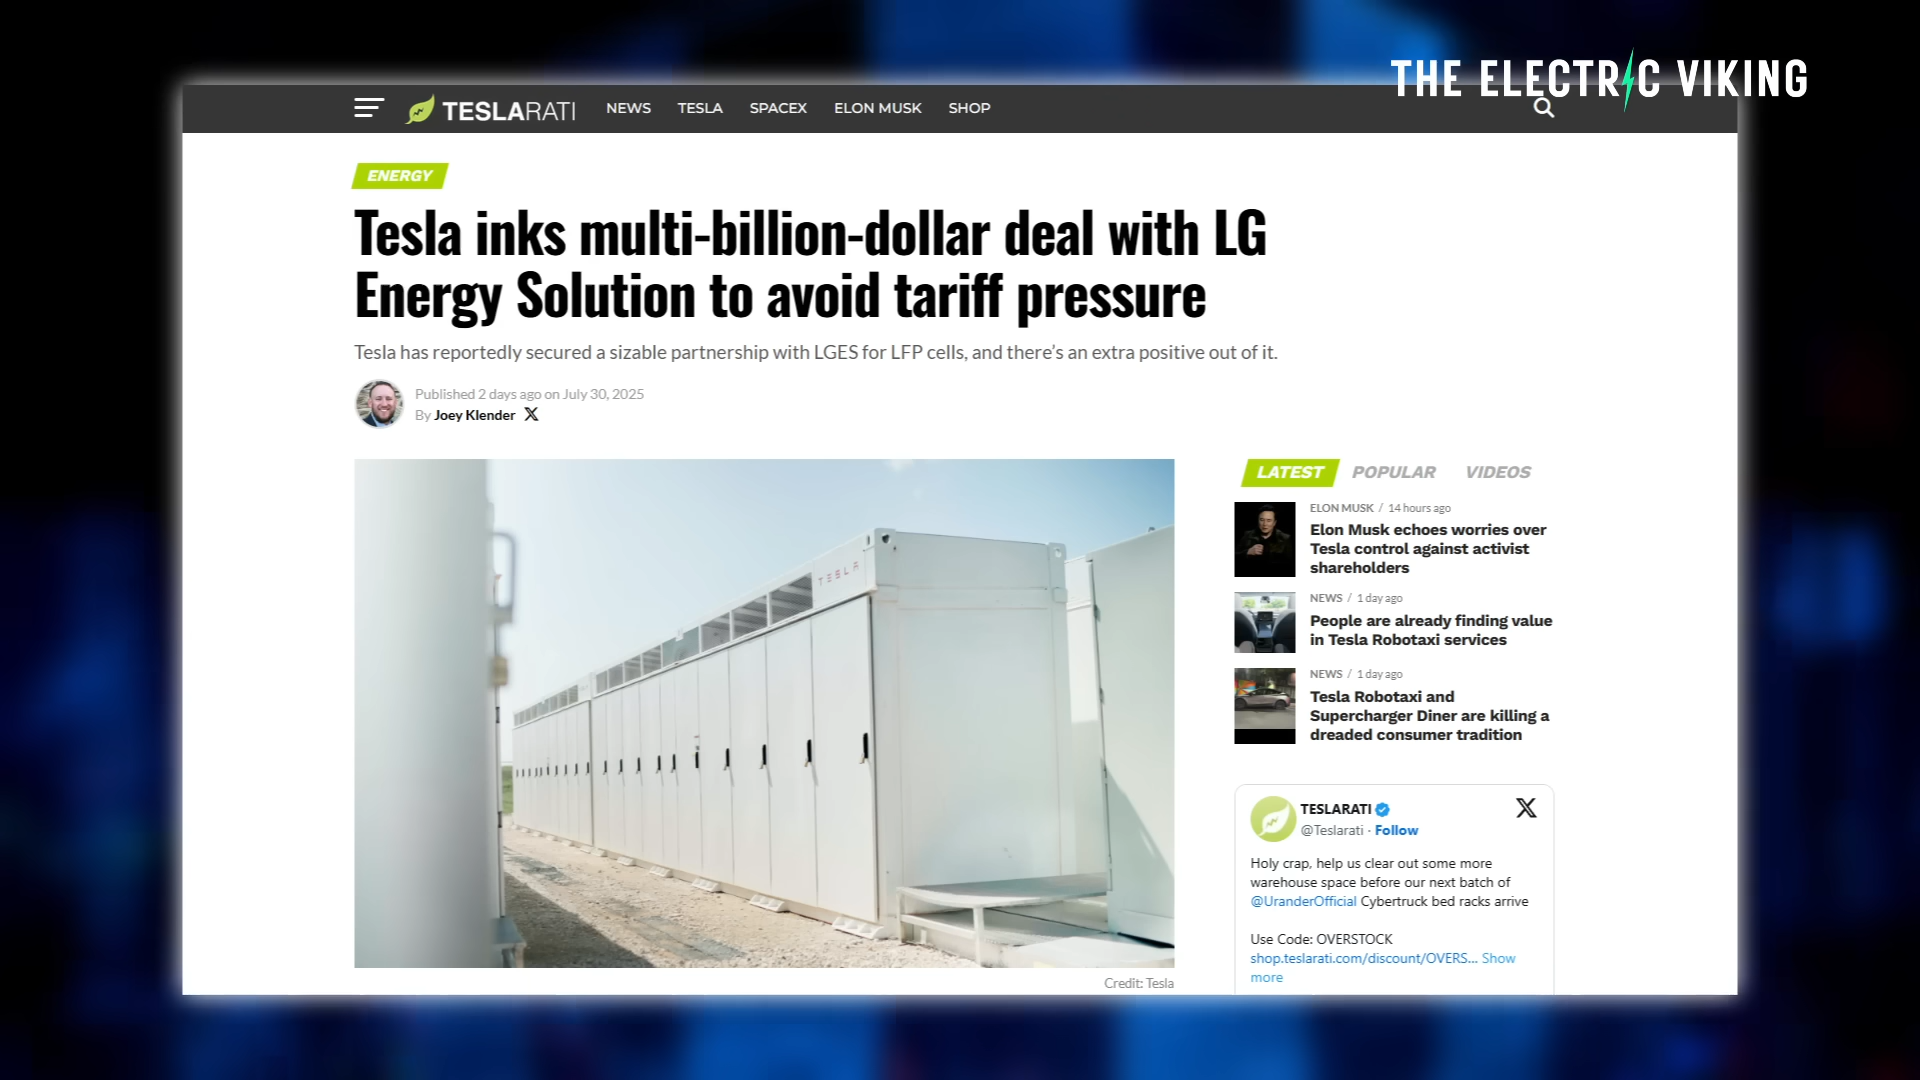 THE ELECTRIC VIKING
TESLARATI NEWS TESLA SPACEX ELON MUSK SHOP
ENERGY
Tesla inks multi-billion-dollar deal with LG
Energy Solution to avoid tariff pressure
Tesla has reportedly secured a sizable partnership with LGES for LFP cells, and there's an extra positive out of it.
Published 2 days ago on July 30, 2025
By Joey Klender
TESLA
Credit: Tesla
LATEST POPULAR VIDEOS
ELON MUSK / 14 hours ago
Elon Musk echoes worries over
Tesla control against activist
shareholders
NEWS / 1 day ago
People are already finding value
in Tesla Robotaxi services
NEWS / 1 day ago
Tesla Robotaxi and
Supercharger Diner are killing a
dreaded consumer tradition
TESLARATI
@Teslarati · Follow
Holy crap, help us clear out some more
warehouse space before our next batch of
@UranderOfficial Cybertruck bed racks arrive
Use Code: OVERSTOCK
shop.teslarati.com/discount/OVERS... Show
more